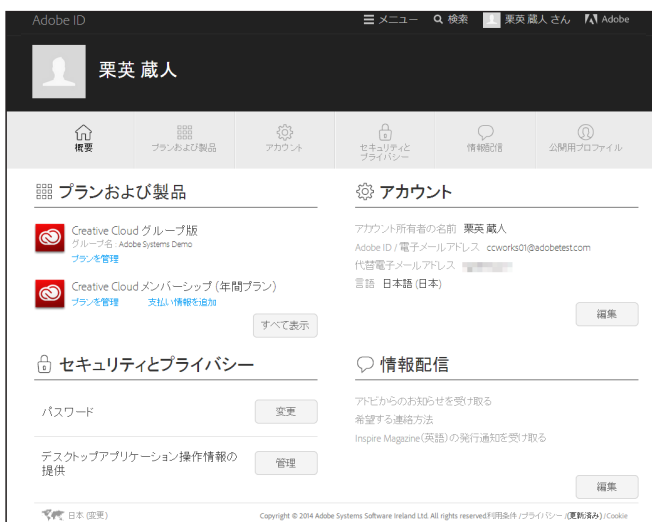 Adobe ID
メニュー
検索
栗英 蔵人 さん
Adobe
栗英 蔵人
概要
プランおよび製品
アカウント
セキュリティと
プライバシー
情報配信
公開用プロファイル
プランおよび製品
Creative Cloud グループ版
グループ名 : Adobe Systems Demo
プランを管理
Creative Cloud メンバーシップ (年間プラン)
プランを管理 支払い情報を追加
すべて表示
アカウント
アカウント所有者の名前 栗英 蔵人
Adobe ID / 電子メールアドレス ccworks01@adobetest.com
代替電子メールアドレス
言語 日本語 (日本)
編集
セキュリティとプライバシー
パスワード
変更
デスクトップアプリケーション操作情報の
提供
管理
情報配信
アドビからのお知らせを受け取る
希望する連絡方法
Inspire Magazine(英語)の発行通知を受け取る
編集
日本 (変更)
Copyright © 2014 Adobe Systems Software Ireland Ltd. All rights reserved.利用条件 /プライバシー /(更新済み) /Cookie